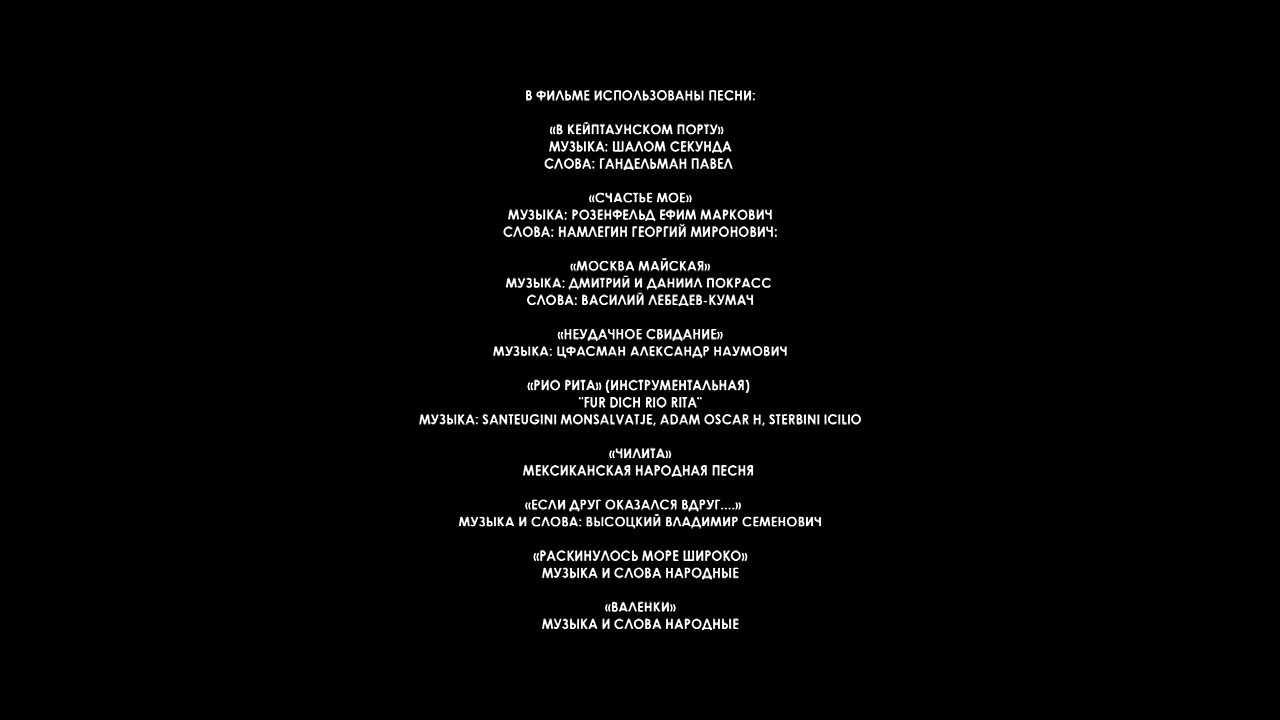 В ФИЛЬМЕ ИСПОЛЬЗОВАНЫ ПЕСНИ:
«В КЕЙПТАУНСКОМ ПОРТУ»
МУЗЫКА: ШАЛОМ СЕКУНДА
СЛОВА: ГАНДЕЛЬМАН ПАВЕЛ
«СЧАСТЬЕ МОЕ»
МУЗЫКА: РОЗЕНФЕЛЬД ЕФИМ МАРКОВИЧ
СЛОВА: НАМЛЕГИН ГЕОРГИЙ МИРОНОВИЧ:
«МОСКВА МАЙСКАЯ»
МУЗЫКА: ДМИТРИЙ И ДАНИИЛ ПОКРАСС
СЛОВА: ВАСИЛИЙ ЛЕБЕДЕВ-КУМАЧ
«НЕУДАЧНОЕ СВИДАНИЕ»
МУЗЫКА: ЦФАСМАН АЛЕКСАНДР НАУМОВИЧ
«РИО РИТА» (ИНСТРУМЕНТАЛЬНАЯ)
"FUR DICH RIO RITA"
МУЗЫКА: SANTEUGINI MONSALVATJE, ADAM OSCAR H, STERBINI ICILIO
«ЧИЛИТА»
МЕКСИКАНСКАЯ НАРОДНАЯ ПЕСНЯ
«ЕСЛИ ДРУГ ОКАЗАЛСЯ ВДРУГ....»
МУЗЫКА И СЛОВА: ВЫСОЦКИЙ ВЛАДИМИР СЕМЕНОВИЧ
«РАСКИНУЛОСЬ МОРЕ ШИРОКО»
МУЗЫКА И СЛОВА НАРОДНЫЕ
«ВАЛЕНКИ»
МУЗЫКА И СЛОВА НАРОДНЫЕ